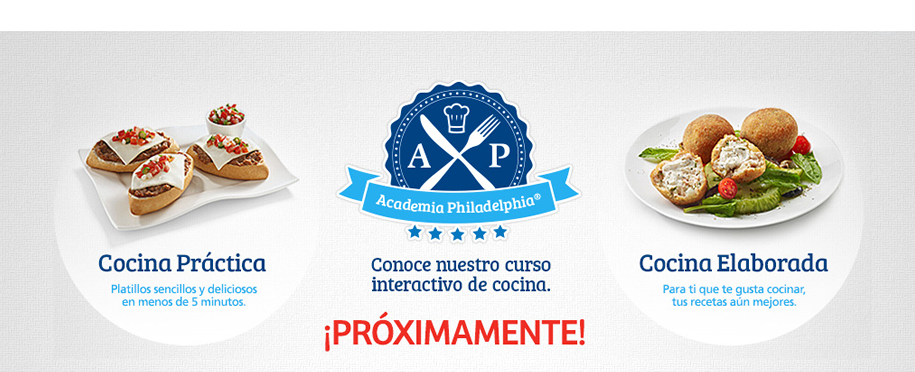 A P
Academia Philadelphia®
Cocina Práctica
Platillos sencillos y deliciosos
en menos de 5 minutos.
Conoce nuestro curso
interactivo de cocina.
¡PRÓXIMAMENTE!
Cocina Elaborada
Para ti que te gusta cocinar,
tus recetas aún mejores.